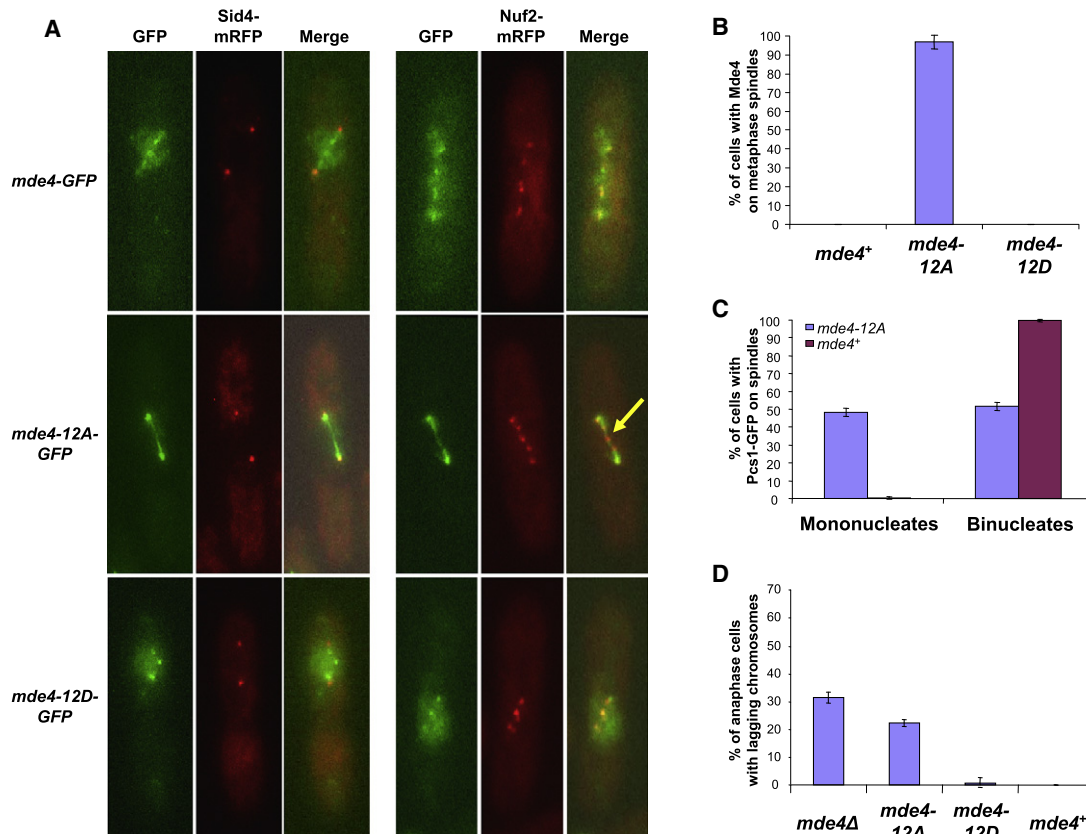 A
GFP
Sid4-
mRFP
Merge
GFP
Nuf2-
mRFP
Merge
mde4-GFP
mde4-12A-
GFP
mde4-12D-
GFP
B
% of cells with Mde4
on metaphase spindles
100
90
80
70
60
50
40
30
20
10
0
mde4+
mde4-
12A
mde4-
12D
C
% of cells with
Pcs1-GFP on spindles
100
90
80
70
60
50
40
30
20
10
0
mde4-12A
mde4+
Mononucleates
Binucleates
D
% of anaphase cells
with lagging chromosomes
70
60
50
40
30
20
10
0
mde4Δ
mde4-
12A
mde4-
12D
mde4+